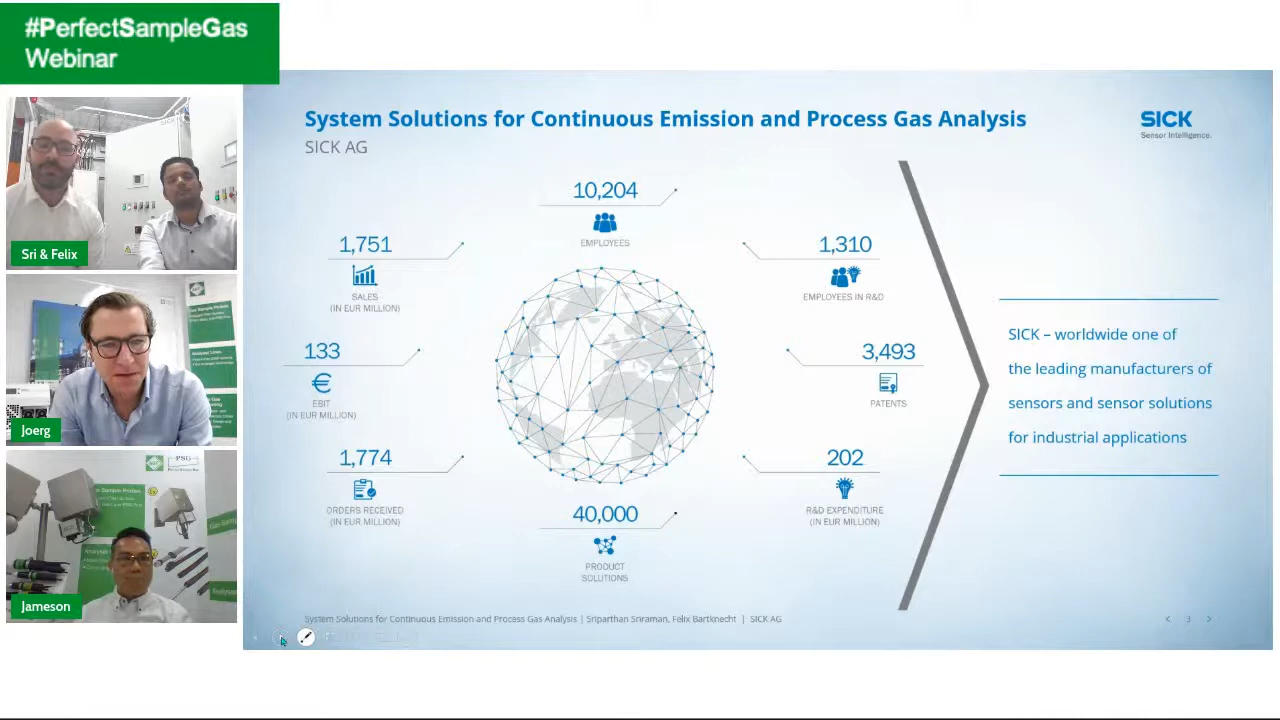 #PerfectSampleGas
Webinar
Sri & Felix
Joerg
PSG
Jameson
System Solutions for Continuous Emission and Process Gas Analysis
SICK AG
SICK
Sensor Intelligence.
10,204
EMPLOYEES
1,751
SALES
(IN EUR MILLION)
1,310
EMPLOYEES IN R&D
133
EBIT
(IN EUR MILLION)
3,493
PATENTS
1,774
ORDERS RECEIVED
(IN EUR MILLION)
202
R&D EXPENDITURE
(IN EUR MILLION)
40,000
PRODUCT
SOLUTIONS
SICK – worldwide one of
the leading manufacturers of
sensors and sensor solutions
for industrial applications
System Solutions for Continuous Emission and Process Gas Analysis | Sriparthan Sriraman, Felix Bartknecht | SICK AG
< 3 >